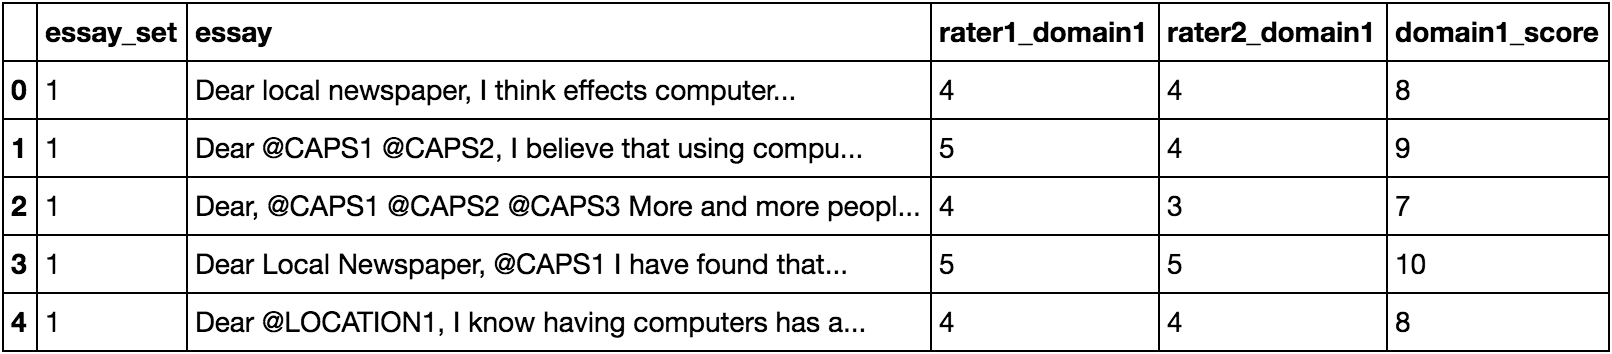 essay_set essay rater1_domain1 rater2_domain1 domain1_score
0 1 Dear local newspaper, I think effects computer... 4 4 8
1 1 Dear @CAPS1 @CAPS2, I believe that using compu... 5 4 9
2 1 Dear, @CAPS1 @CAPS2 @CAPS3 More and more peopl... 4 3 7
3 1 Dear Local Newspaper, @CAPS1 I have found that... 5 5 10
4 1 Dear @LOCATION1, I know having computers has a... 4 4 8